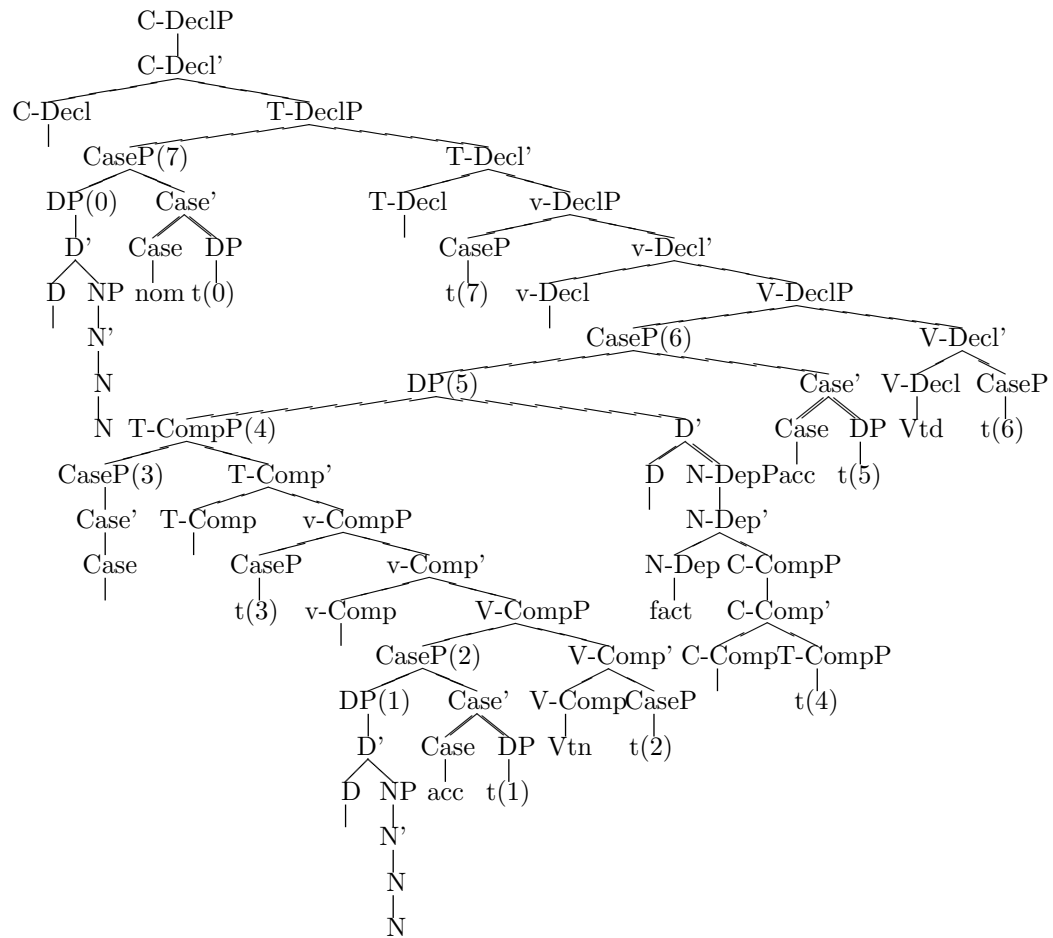 C-DeclP
C-Decl'
C-Decl T-DeclP
CaseP(7) T-Decl'
DP(0) Case' T-Decl v-DeclP
D' Case DP CaseP v-Decl'
D NP nom t(0) t(7) v-Decl V-DeclP
N' CaseP(6) V-Decl'
N DP(5) Case' V-Decl CaseP
N T-CompP(4) D' Case DP Vtd t(6)
CaseP(3) T-Comp' D N-DepP acc t(5)
Case' T-Comp v-CompP N-Dep'
Case CaseP v-Comp' N-Dep C-CompP
t(3) v-Comp V-CompP fact C-Comp'
CaseP(2) V-Comp' C-Comp T-CompP
DP(1) Case' V-Comp CaseP t(4)
D' Case DP Vtn t(2)
D NP acc t(1)
N'
N
N